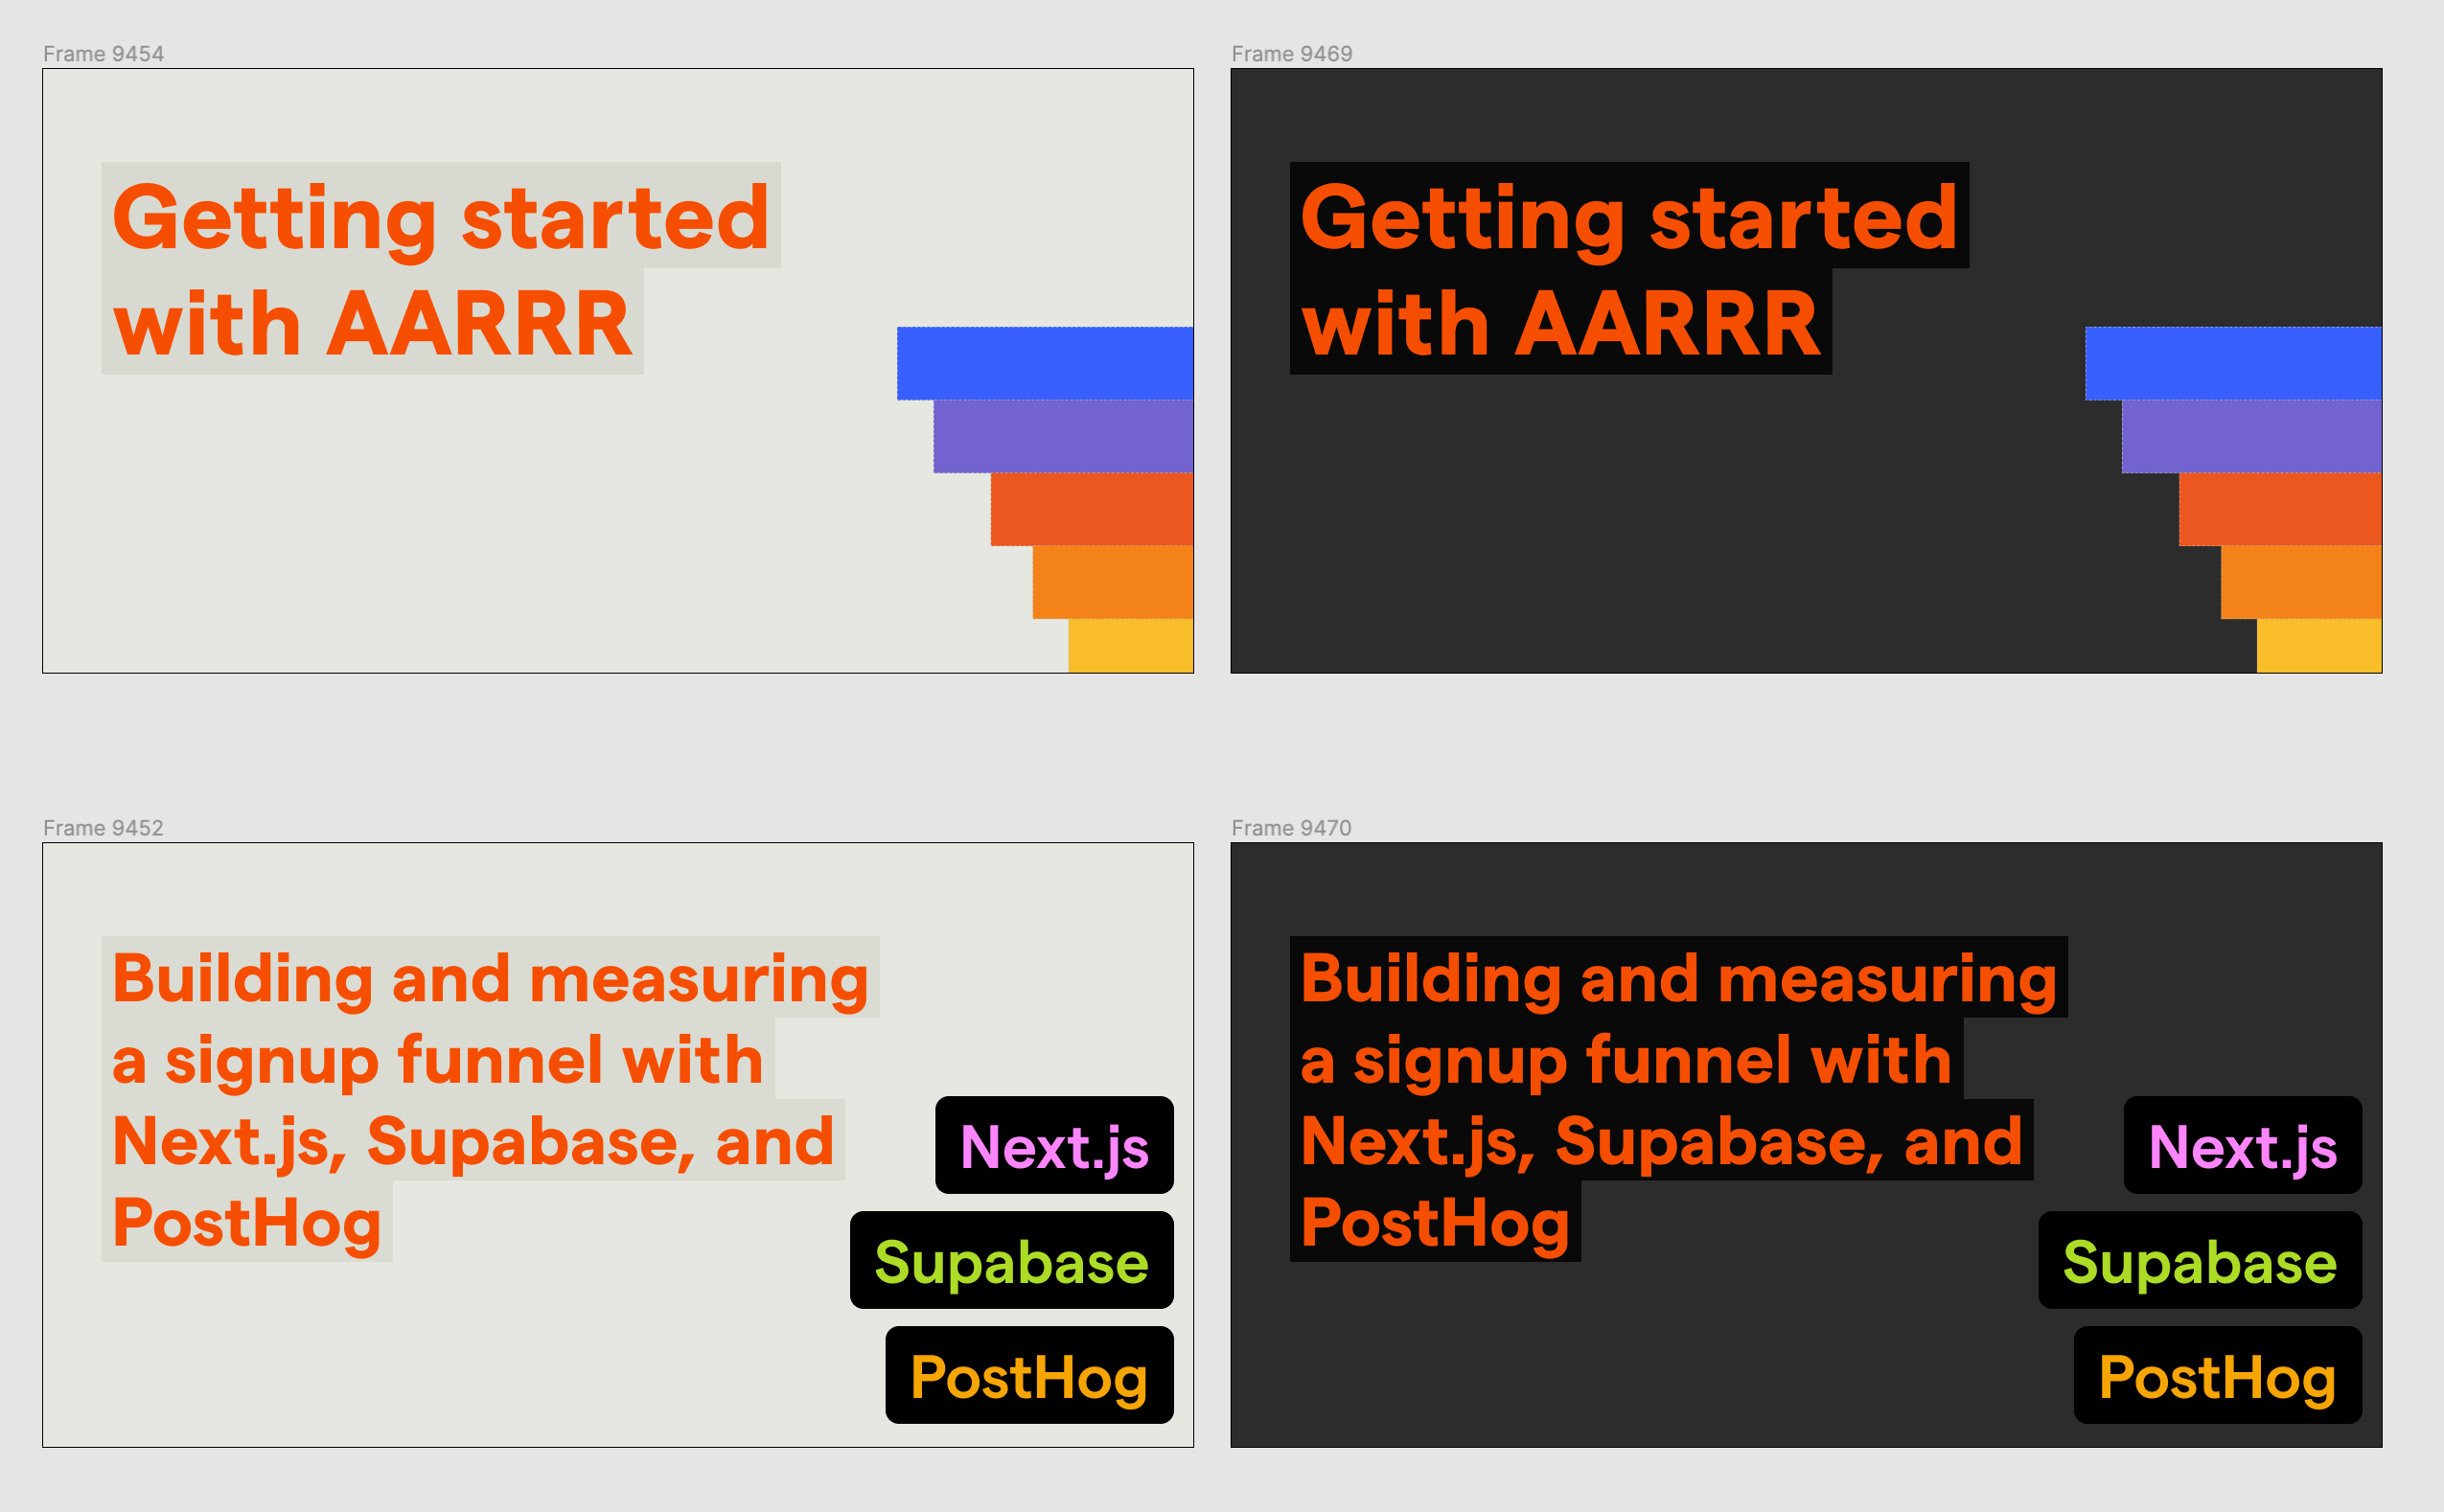 Frame 9454
Getting started
with AARRR
Frame 9469
Getting started
with AARRR
Frame 9452
Building and measuring
a signup funnel with
Next.js, Supabase, and
PostHog
Next.js
Supabase
PostHog
Frame 9470
Building and measuring
a signup funnel with
Next.js, Supabase, and
PostHog
Next.js
Supabase
PostHog